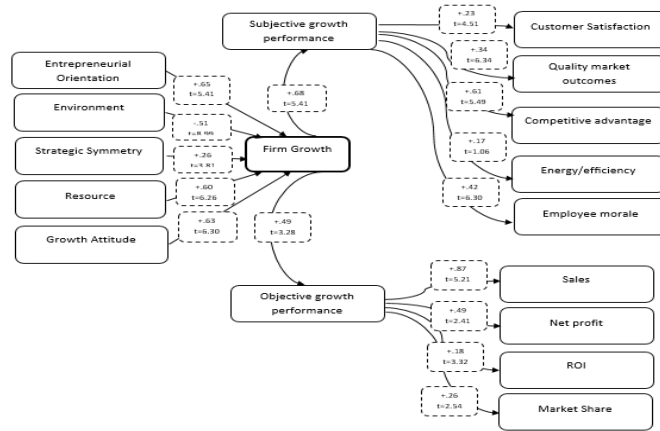 Entrepreneurial
Orientation
Environment
Strategic Symmetry
Resource
Growth Attitude
+.65
t=5.41
-.51
t=8.99
+.26
t=3.81
+.60
t=6.26
+.63
t=6.30
Firm Growth
+.68
t=5.41
+.49
t=3.28
Subjective growth
performance
Objective growth
performance
+.23
t=4.51
+.34
t=6.34
+.61
t=5.49
+.17
t=1.06
+.42
t=6.30
Customer Satisfaction
Quality market
outcomes
Competitive advantage
Energy/efficiency
Employee morale
+.87
t=5.21
+.49
t=2.41
+.18
t=3.32
+.26
t=2.54
Sales
Net profit
ROI
Market Share